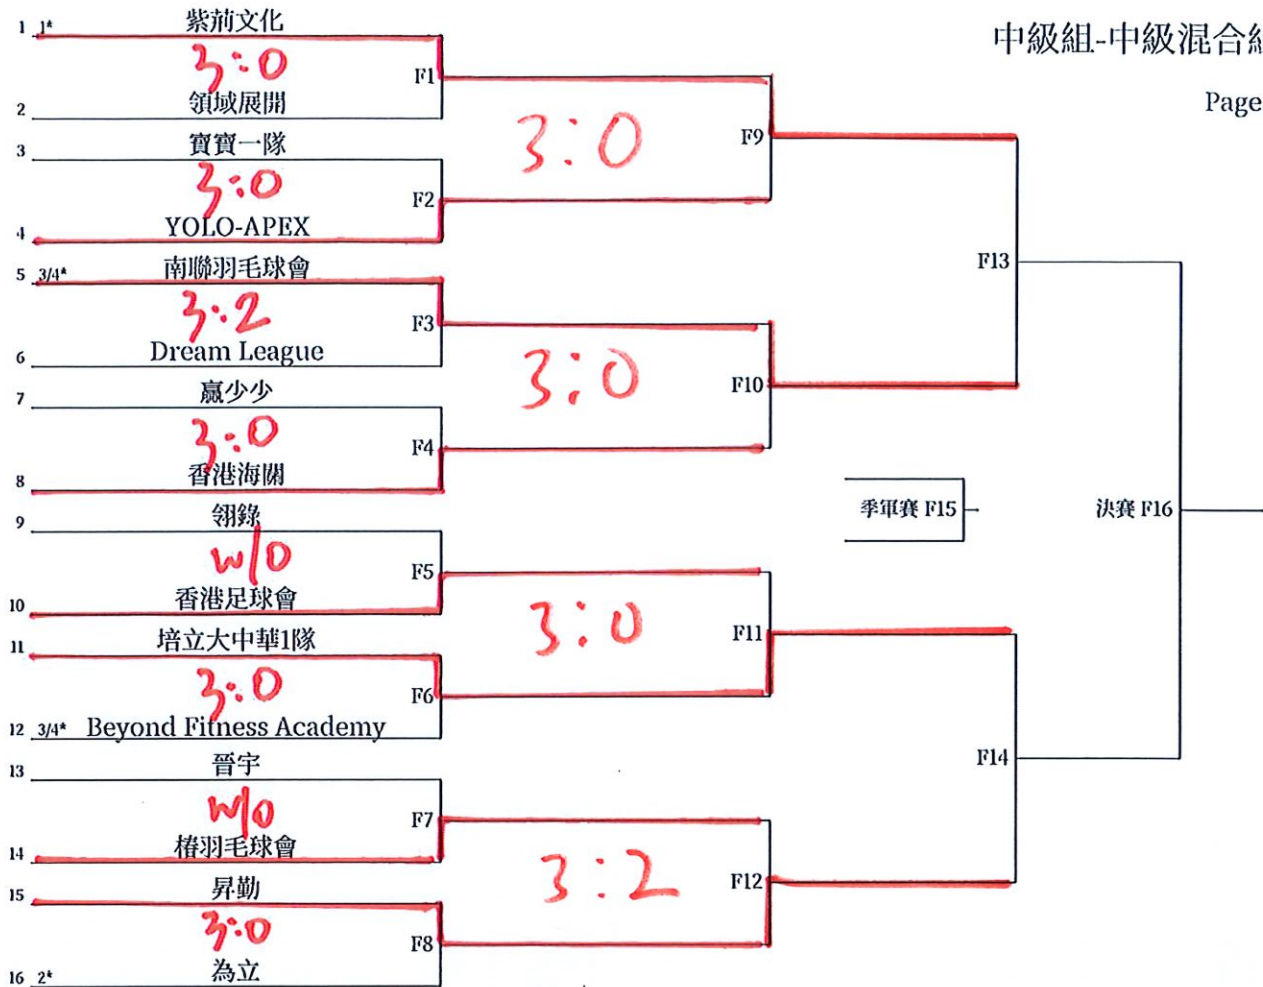 中級組-中級混合組
Page
1 1* 紫荊文化
3:0
F1
2 領域展開
3 寶寶一隊
3:0
F2
4 YOLO-APEX
3:0
F9
5 3/4* 南聯羽毛球會
3:2
F3
6 Dream League
7 贏少少
3:0
F4
8 香港海關
3:0
F10
F13
9 翎鋒
w/o
F5
10 香港足球會
11 培立大中華1隊
3:0
F6
12 3/4* Beyond Fitness Academy
3:0
F11
13 晉宇
w/o
F7
14 椿羽毛球會
15 昇勤
3:0
F8
16 2* 為立
3:2
F12
F14
季軍賽 F15
決賽 F16